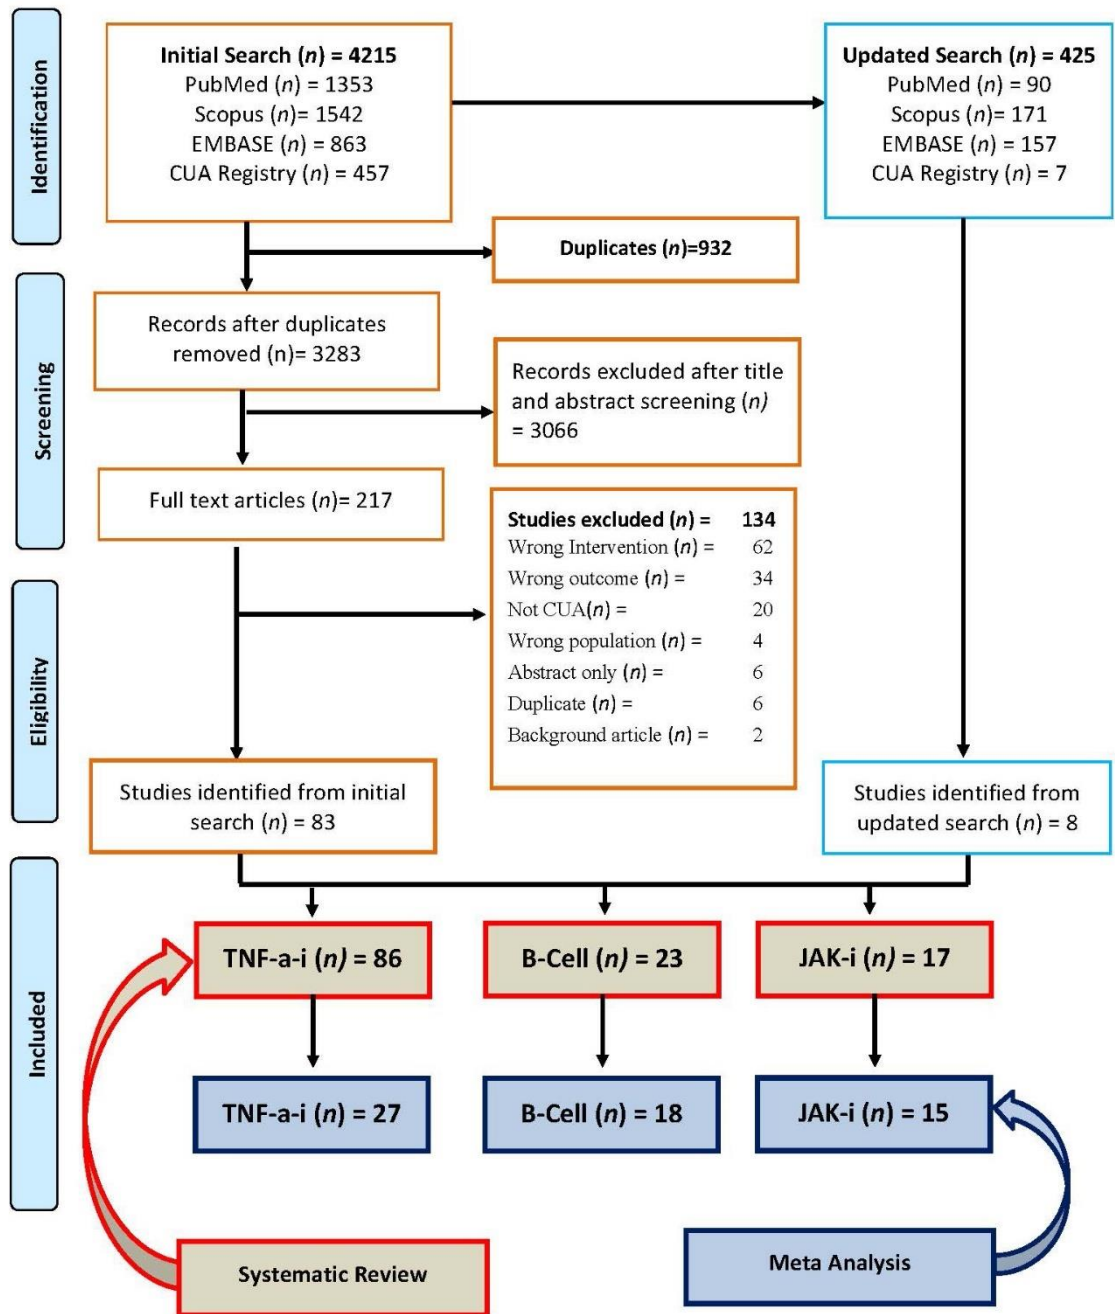 Identification
Initial Search (n) = 4215
PubMed (n) = 1353
Scopus (n)= 1542
EMBASE (n) = 863
CUA Registry (n) = 457
Updated Search (n) = 425
PubMed (n) = 90
Scopus (n)= 171
EMBASE (n) = 157
CUA Registry (n) = 7
Duplicates (n)=932
Screening
Records after duplicates
removed (n)= 3283
Records excluded after title
and abstract screening (n)
= 3066
Full text articles (n)= 217
Eligibility
Studies excluded (n) = 134
Wrong Intervention (n) = 62
Wrong outcome (n) = 34
Not CUA(n) = 20
Wrong population (n) = 4
Abstract only (n) = 6
Duplicate (n) = 6
Background article (n) = 2
Studies identified from initial
search (n) = 83
Studies identified from
updated search (n) = 8
Included
TNF-a-i (n) = 86
B-Cell (n) = 23
JAK-i (n) = 17
TNF-a-i (n) = 27
B-Cell (n) = 18
JAK-i (n) = 15
Systematic Review
Meta Analysis